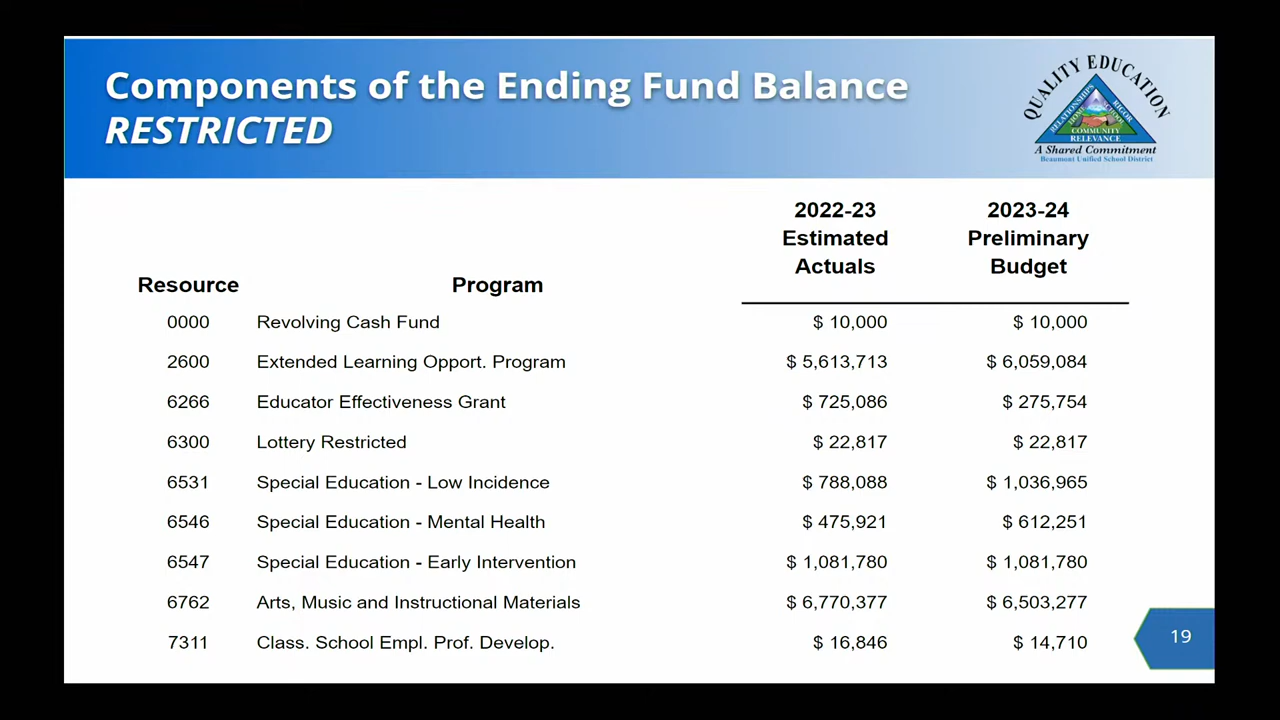 Components of the Ending Fund Balance
RESTRICTED
QUALITY EDUCATION
RELATIONSHIPS
RIGOR
HOME
SCHOOL
COMMUNITY
RELEVANCE
A Shared Commitment
Beaumont Unified School District
Resource Program 2022-23 Estimated Actuals 2023-24 Preliminary Budget
0000 Revolving Cash Fund $ 10,000 $ 10,000
2600 Extended Learning Opport. Program $ 5,613,713 $ 6,059,084
6266 Educator Effectiveness Grant $ 725,086 $ 275,754
6300 Lottery Restricted $ 22,817 $ 22,817
6531 Special Education - Low Incidence $ 788,088 $ 1,036,965
6546 Special Education - Mental Health $ 475,921 $ 612,251
6547 Special Education - Early Intervention $ 1,081,780 $ 1,081,780
6762 Arts, Music and Instructional Materials $ 6,770,377 $ 6,503,277
7311 Class. School Empl. Prof. Develop. $ 16,846 $ 14,710
19